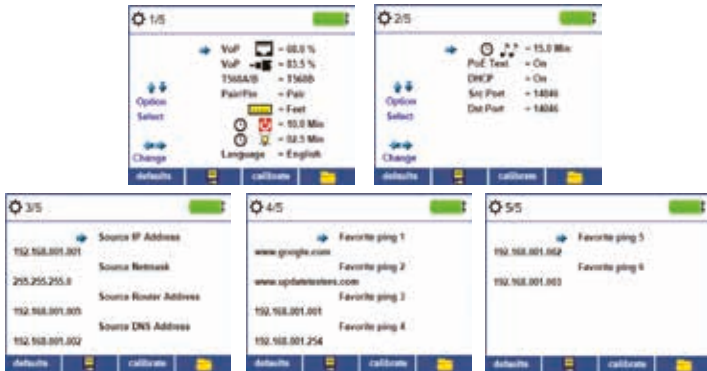 1/5
VoP = 68.0 %
VoP = 83.5 %
T568A/B = T568B
Pair/Pin = Pair
= Feet
= 10.0 Min
= 02.5 Min
Language = English
Option
Select
Change
defaults calibrate
2/5
= 15.0 Min
PoE Test = On
DHCP = On
Src Port = 14046
Dst Port = 14046
Option
Select
Change
defaults calibrate
3/5
Source IP Address
192.168.001.001
Source Netmask
255.255.255.0
Source Router Address
192.168.001.005
Source DNS Address
192.168.001.002
defaults calibrate
4/5
Favorite ping 1
www.google.com
Favorite ping 2
www.updatetesters.com
Favorite ping 3
192.168.001.001
Favorite ping 4
192.168.001.254
defaults calibrate
5/5
Favorite ping 5
192.168.001.002
Favorite ping 6
192.168.001.003
defaults calibrate